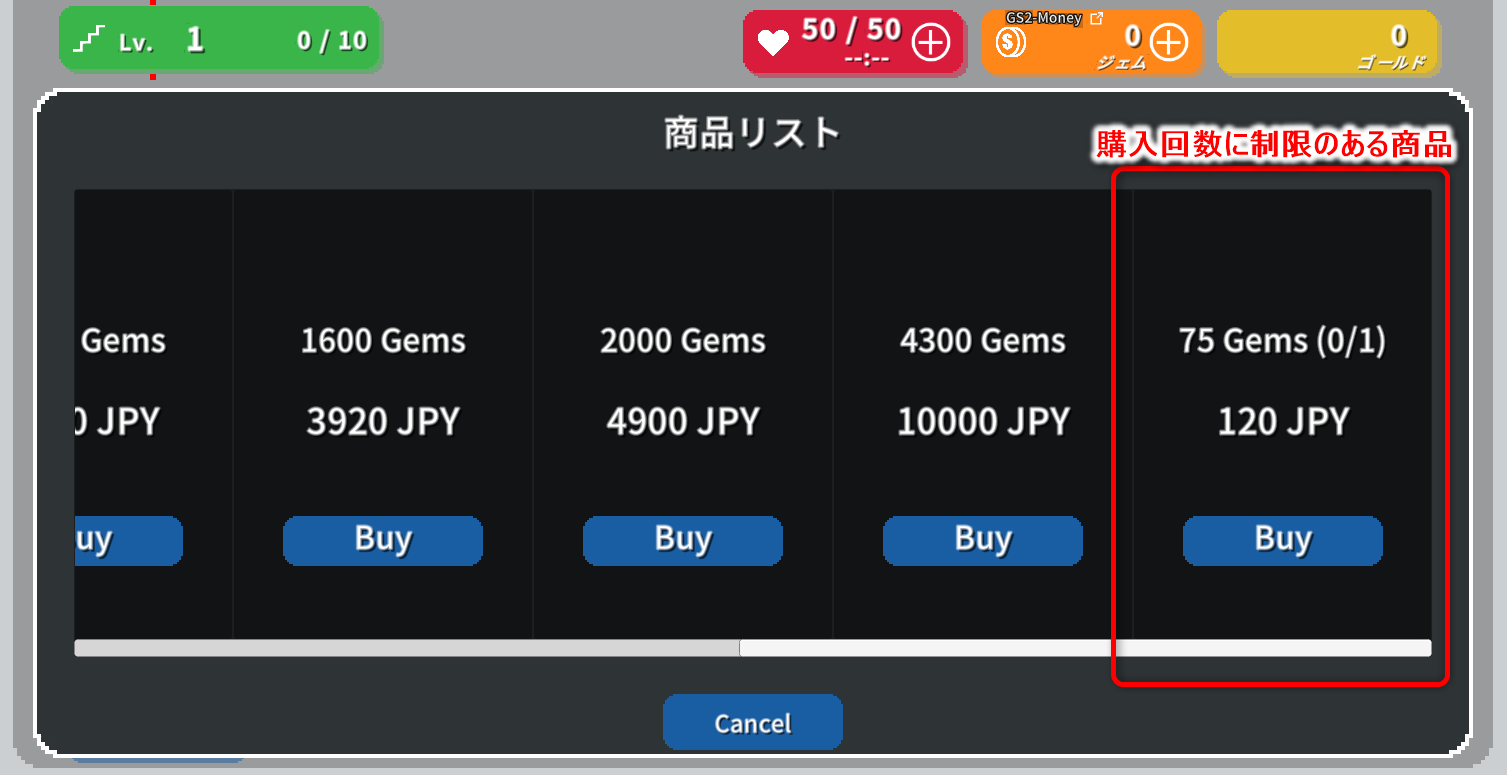 Lv. 1 0 / 10
50 / 50
--:--
GS2-Money
0
ジェム
0
ゴールド
商品リスト
購入回数に制限のある商品
Gems 1600 Gems 2000 Gems 4300 Gems 75 Gems (0/1)
0 JPY 3920 JPY 4900 JPY 10000 JPY 120 JPY
uy Buy Buy Buy Buy
Cancel